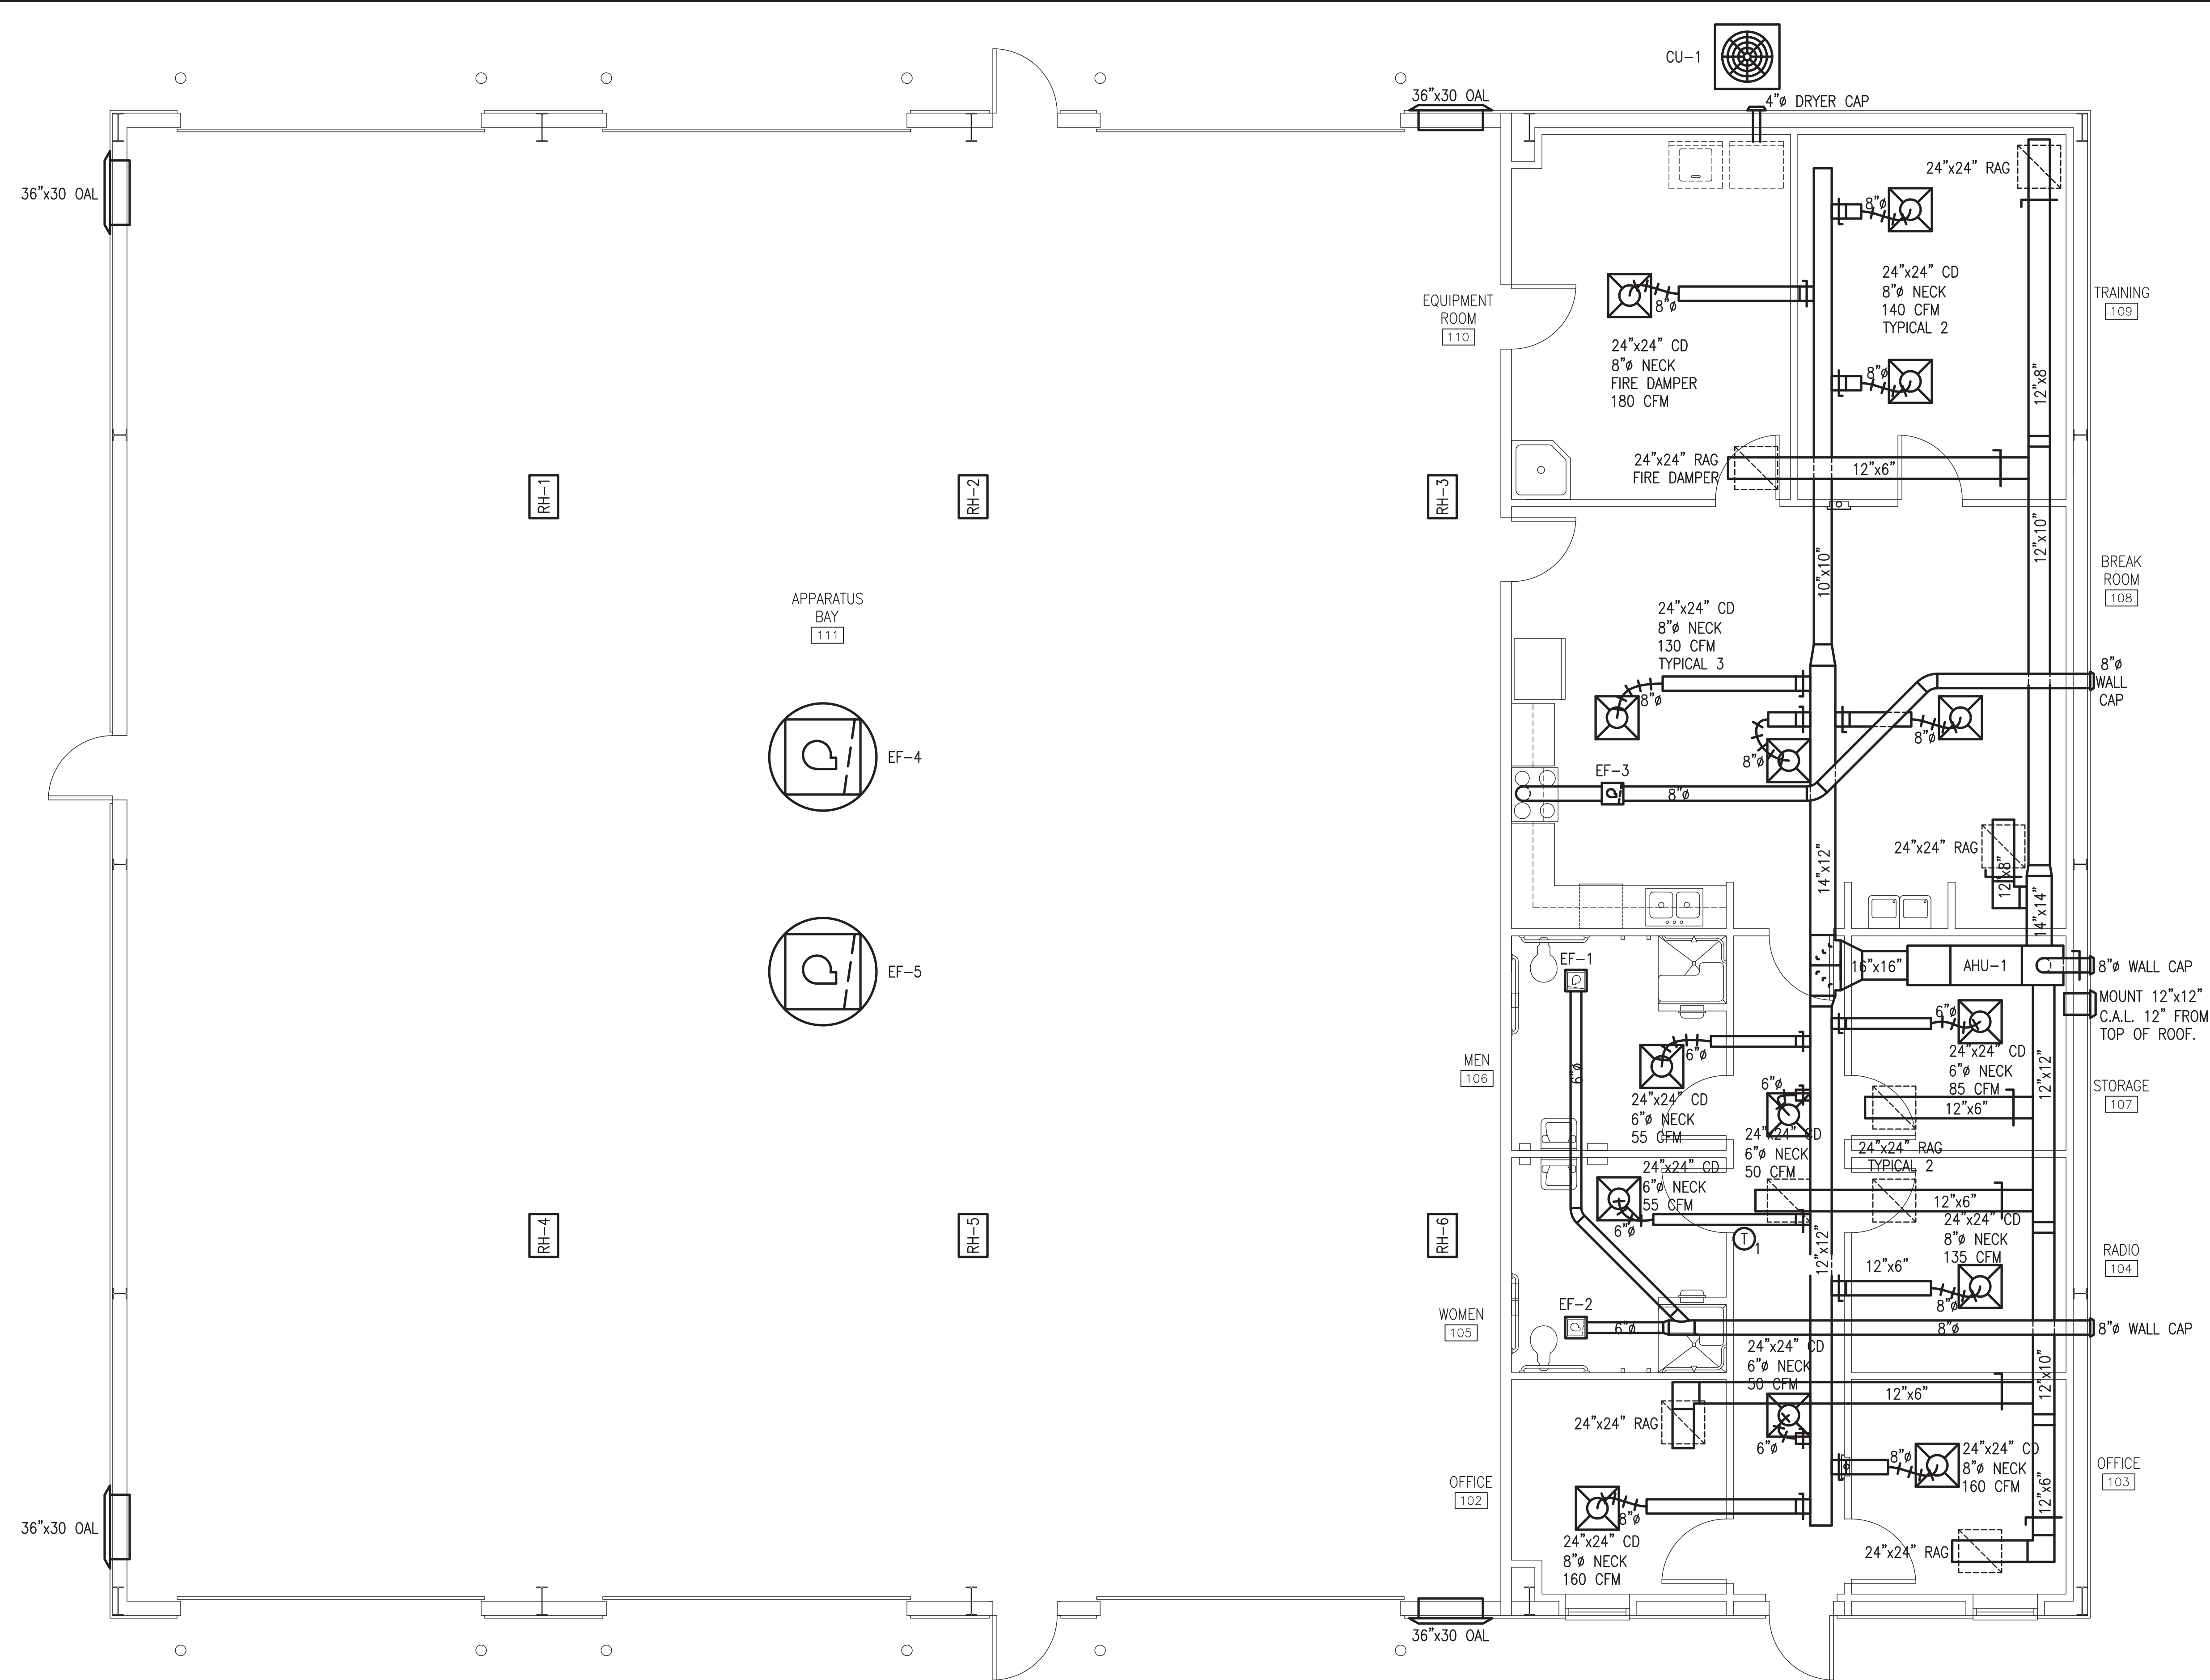 CU-1
36"x30 OAL
4"ø DRYER CAP
36"x30 OAL
24"x24" RAG
8"ø
24"x24" CD
8"ø NECK
140 CFM
TYPICAL 2
TRAINING
109
EQUIPMENT
ROOM
110
8"ø
24"x24" CD
8"ø NECK
FIRE DAMPER
180 CFM
8"ø
12"x8"
24"x24" RAG
FIRE DAMPER
12"x6"
RH-1
RH-2
RH-3
12"x10"
10"x10"
BREAK
ROOM
108
APPARATUS
BAY
111
24"x24" CD
8"ø NECK
130 CFM
TYPICAL 3
8"ø
WALL
CAP
8"ø
8"ø
8"ø
EF-4
EF-3
8"ø
24"x24" RAG
12"x8"
14"x12"
14"x14"
EF-5
EF-1
16"x16"
AHU-1
8"ø WALL CAP
MOUNT 12"x12"
C.A.L. 12" FROM
TOP OF ROOF.
6"ø
24"x24" CD
6"ø NECK
85 CFM
MEN
106
6"ø
6"ø
24"x24" CD
6"ø NECK
55 CFM
6"ø
24"x24" CD
6"ø NECK
50 CFM
12"x12"
12"x6"
STORAGE
107
24"x24" RAG
TYPICAL 2
24"x24" CD
6"ø NECK
55 CFM
6"ø
12"x6"
24"x24" CD
8"ø NECK
135 CFM
RH-4
RH-5
RH-6
T
1
12"x12"
12"x6"
8"ø
RADIO
104
WOMEN
105
EF-2
6"ø
8"ø
8"ø WALL CAP
24"x24" CD
6"ø NECK
50 CFM
12"x10"
12"x6"
24"x24" RAG
6"ø
8"ø
24"x24" CD
8"ø NECK
160 CFM
OFFICE
103
OFFICE
102
12"x6"
36"x30 OAL
8"ø
24"x24" CD
8"ø NECK
160 CFM
24"x24" RAG
36"x30 OAL